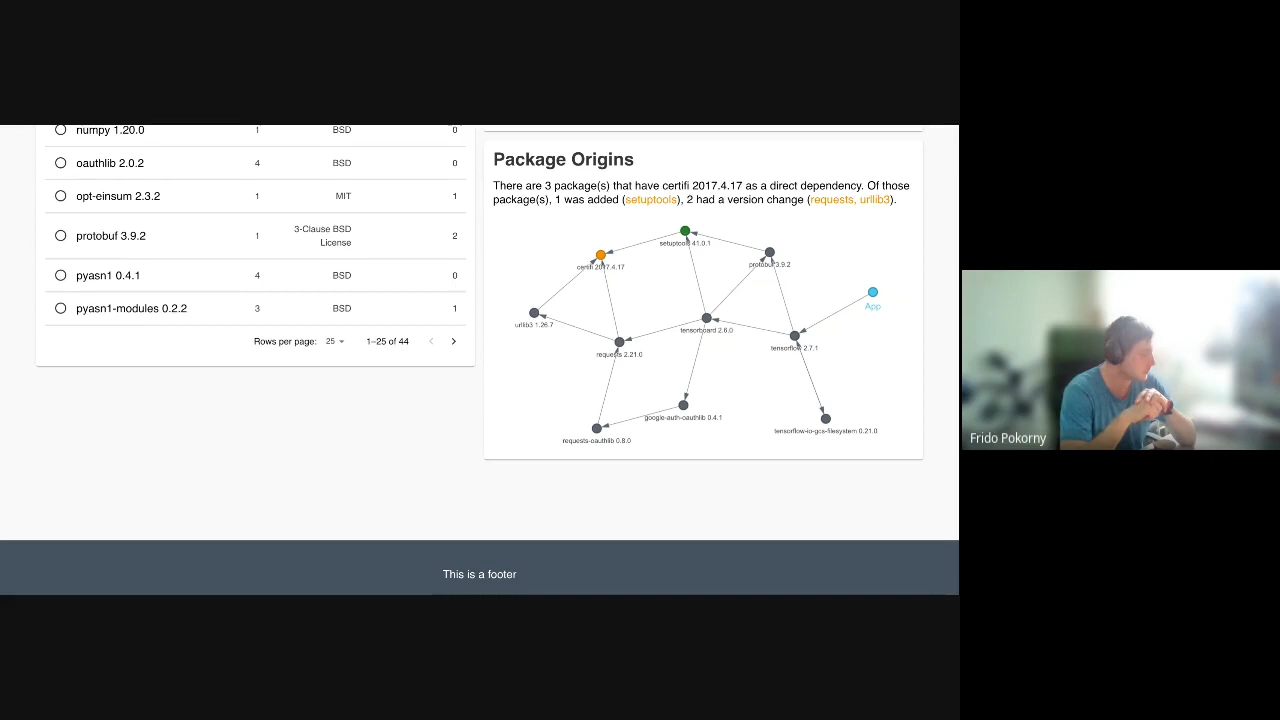 numpy 1.20.0 1 BSD 0
oauthlib 2.0.2 4 BSD 0
opt-einsum 2.3.2 1 MIT 1
protobuf 3.9.2 1 3-Clause BSD License 2
pyasn1 0.4.1 4 BSD 0
pyasn1-modules 0.2.2 3 BSD 1
Rows per page: 25 1–25 of 44
Package Origins
There are 3 package(s) that have certifi 2017.4.17 as a direct dependency. Of those
package(s), 1 was added (setuptools), 2 had a version change (requests, urllib3).
setuptools 41.0.1
certifi 2017.4.17
protobuf 3.9.2
App
urllib3 1.26.7
tensorboard 2.6.0
tensorflow 2.7.1
requests 2.21.0
google-auth-oauthlib 0.4.1
tensorflow-io-gcs-filesystem 0.21.0
requests-oauthlib 0.8.0
This is a footer
Frido Pokorny